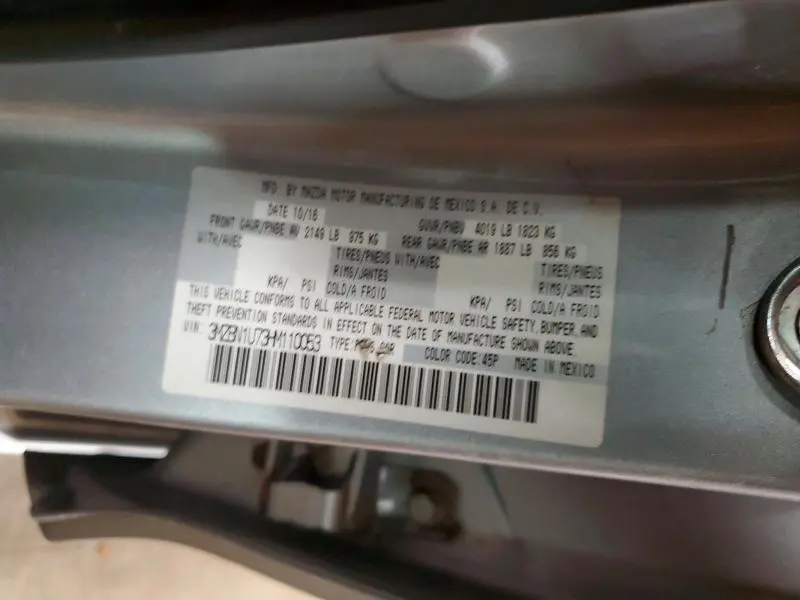 MFD. BY MAZDA MOTOR MANUFACTURING DE MEXICO S.A. DE C.V.
DATE 10/16 GVWR/PNBV 4019 LB 1823 KG
FRONT GAWR/PNBE AV 2149 LB 975 KG REAR GAWR/PNBE AR 1887 LB 856 KG
WITH/AVEC TIRES/PNEUS WITH/AVEC TIRES/PNEUS
RIMS/JANTES RIMS/JANTES
KPA/ PSI COLD/A FROID KPA/ PSI COLD/A FROID
THIS VEHICLE CONFORMS TO ALL APPLICABLE FEDERAL MOTOR VEHICLE SAFETY, BUMPER, AND
THEFT PREVENTION STANDARDS IN EFFECT ON THE DATE OF MANUFACTURE SHOWN ABOVE.
VIN: 3MZBN1U73HM110053 TYPE: CAR COLOR CODE: 45P MADE IN MEXICO